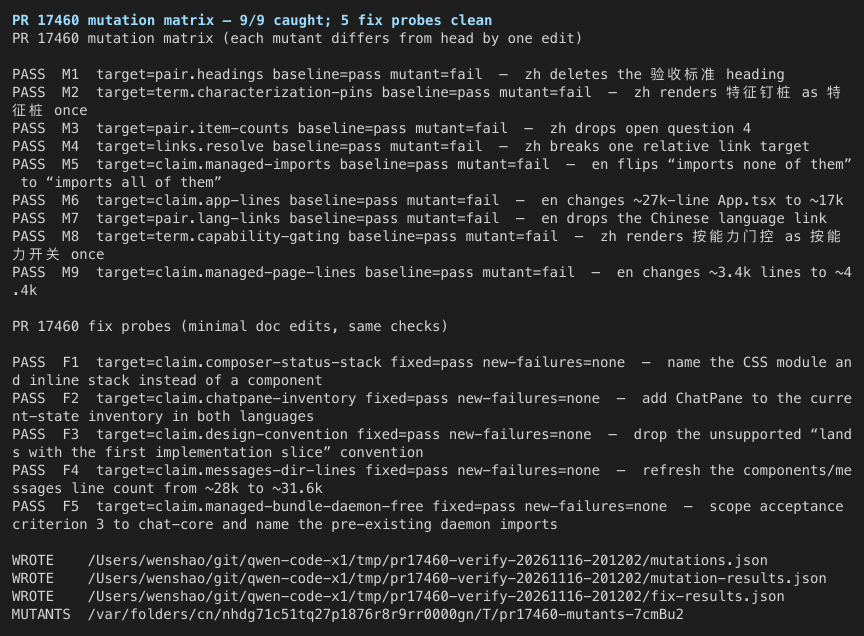 PR 17460 mutation matrix — 9/9 caught; 5 fix probes clean
PR 17460 mutation matrix (each mutant differs from head by one edit)
PASS  M1  target=pair.headings baseline=pass mutant=fail  —  zh deletes the 验收标准 heading
PASS  M2  target=term.characterization-pins baseline=pass mutant=fail  —  zh renders 特征钉桩 as 特
征桩 once
PASS  M3  target=pair.item-counts baseline=pass mutant=fail  —  zh drops open question 4
PASS  M4  target=links.resolve baseline=pass mutant=fail  —  zh breaks one relative link target
PASS  M5  target=claim.managed-imports baseline=pass mutant=fail  —  en flips “imports none of them”
 to “imports all of them”
PASS  M6  target=claim.app-lines baseline=pass mutant=fail  —  en changes ~27k-line App.tsx to ~17k
PASS  M7  target=pair.lang-links baseline=pass mutant=fail  —  en drops the Chinese language link
PASS  M8  target=term.capability-gating baseline=pass mutant=fail  —  zh renders 按能力门控 as 按能
力开关 once
PASS  M9  target=claim.managed-page-lines baseline=pass mutant=fail  —  en changes ~3.4k lines to ~4
.4k
PR 17460 fix probes (minimal doc edits, same checks)
PASS  F1  target=claim.composer-status-stack fixed=pass new-failures=none  —  name the CSS module an
d inline stack instead of a component
PASS  F2  target=claim.chatpane-inventory fixed=pass new-failures=none  —  add ChatPane to the curre
nt-state inventory in both languages
PASS  F3  target=claim.design-convention fixed=pass new-failures=none  —  drop the unsupported “land
s with the first implementation slice” convention
PASS  F4  target=claim.messages-dir-lines fixed=pass new-failures=none  —  refresh the components/me
ssages line count from ~28k to ~31.6k
PASS  F5  target=claim.managed-bundle-daemon-free fixed=pass new-failures=none  —  scope acceptance
criterion 3 to chat-core and name the pre-existing daemon imports
WROTE    /Users/wenshao/git/qwen-code-x1/tmp/pr17460-verify-20261116-201202/mutations.json
WROTE    /Users/wenshao/git/qwen-code-x1/tmp/pr17460-verify-20261116-201202/mutation-results.json
WROTE    /Users/wenshao/git/qwen-code-x1/tmp/pr17460-verify-20261116-201202/fix-results.json
MUTANTS  /var/folders/cn/nhdg71c51tq27p1876r8r9rr0000gn/T/pr17460-mutants-7cmBu2